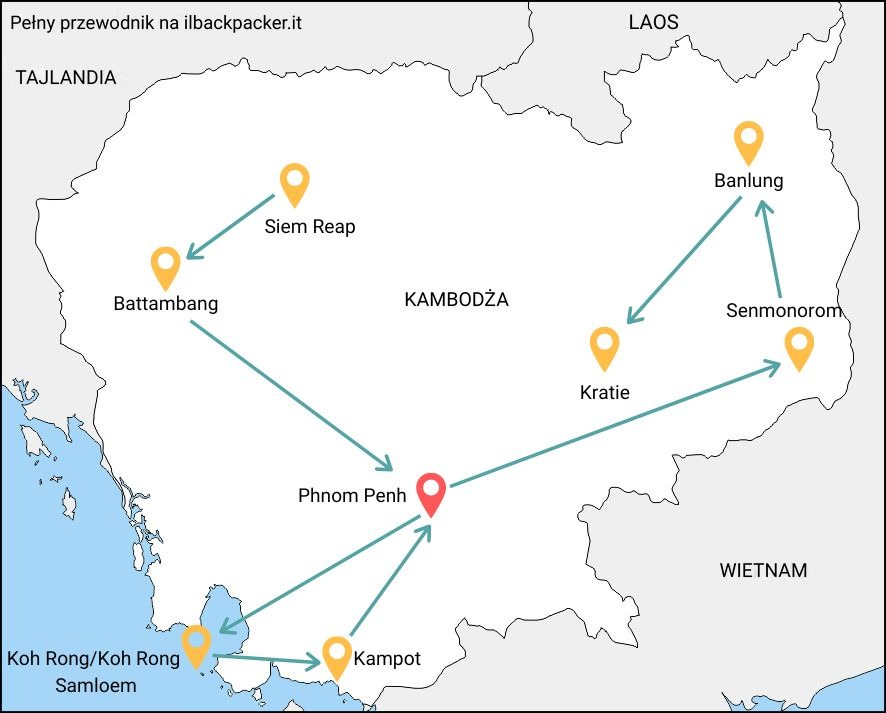 Pełny przewodnik na ilbackpacker.it
LAOS
TAJLANDIA
Banlung
Siem Reap
Battambang
KAMBODŻA
Senmonorom
Kratie
Phnom Penh
WIETNAM
Koh Rong/Koh Rong
Samloem
Kampot